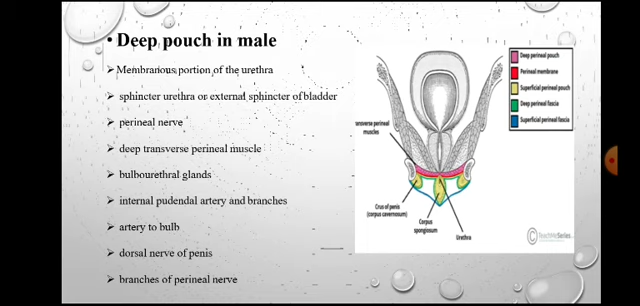 • Deep pouch in male
➢ Membranous portion of the urethra
➢ sphincter urethra or external sphincter of bladder
➢ perineal nerve
➢ deep transverse perineal muscle
➢ bulbourethral glands
➢ internal pudendal artery and branches
➢ artery to bulb
➢ dorsal nerve of penis
➢ branches of perineal nerve
Deep perineal pouch
Perineal membrane
Superficial perineal pouch
Deep perineal fascia
Superficial perineal fascia
ansverse perineal
muscles
Crus of penis
(corpus cavernosum)
Corpus
spongiosum
Urethra
© TeachMeSeries